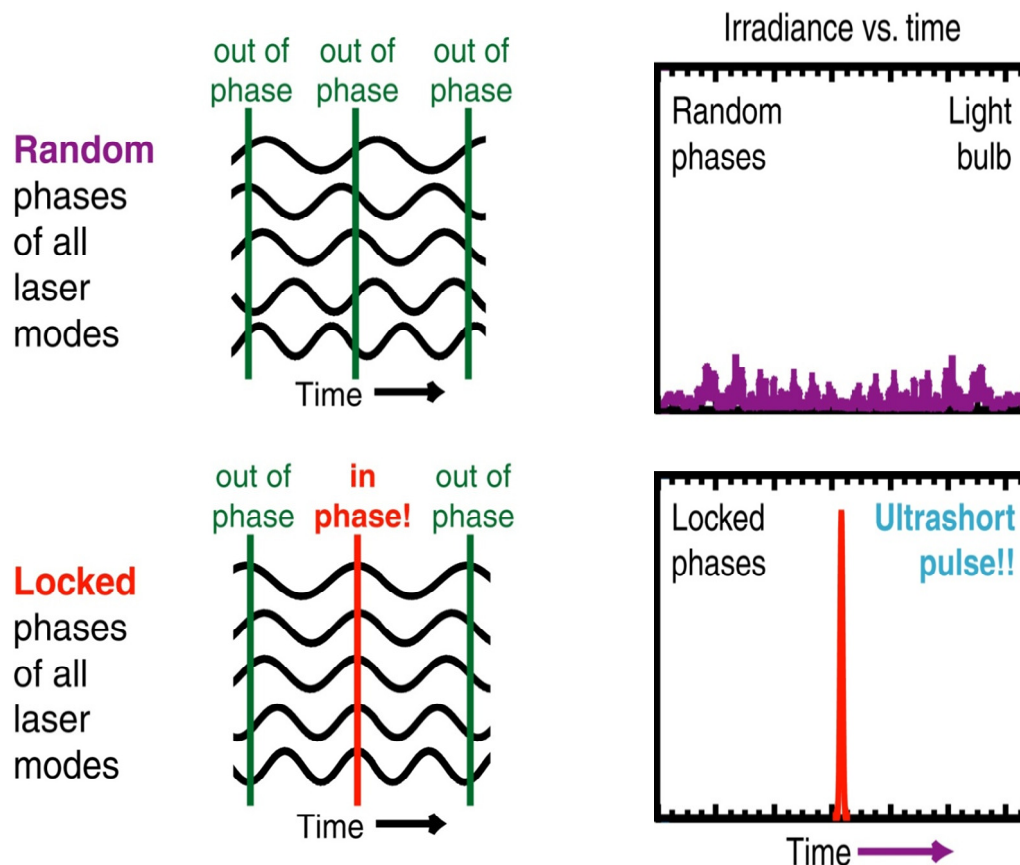 out of out of out of
phase phase phase
Random
phases
of all
laser
modes
Time
Irradiance vs. time
Random Light
phases bulb
out of in out of
phase phase! phase
Locked
phases
of all
laser
modes
Time
Locked Ultrashort
phases pulse!!
Time